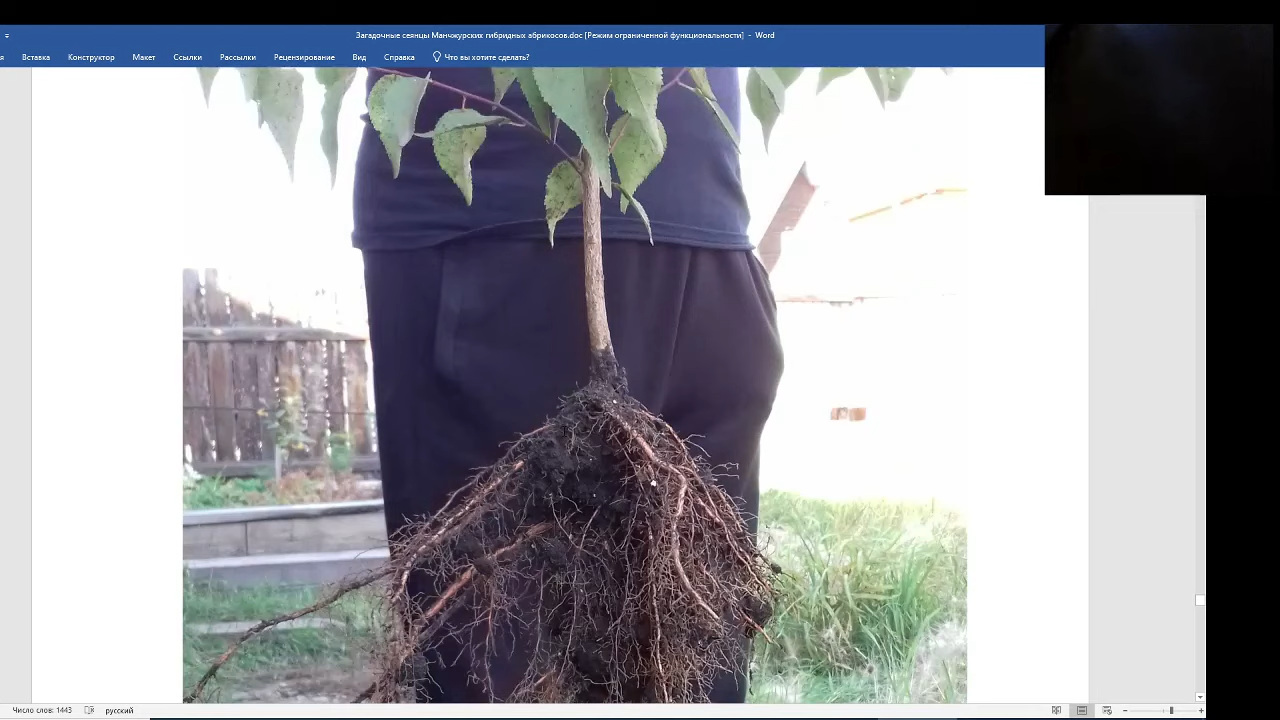 Загадочные сеянцы Манчжурских гибридных абрикосов.doc [Режим ограниченной функциональности] - Word
я Вставка Конструктор Макет Ссылки Рассылки Рецензирование Вид Справка Что вы хотите сделать?
Число слов: 1443 русский